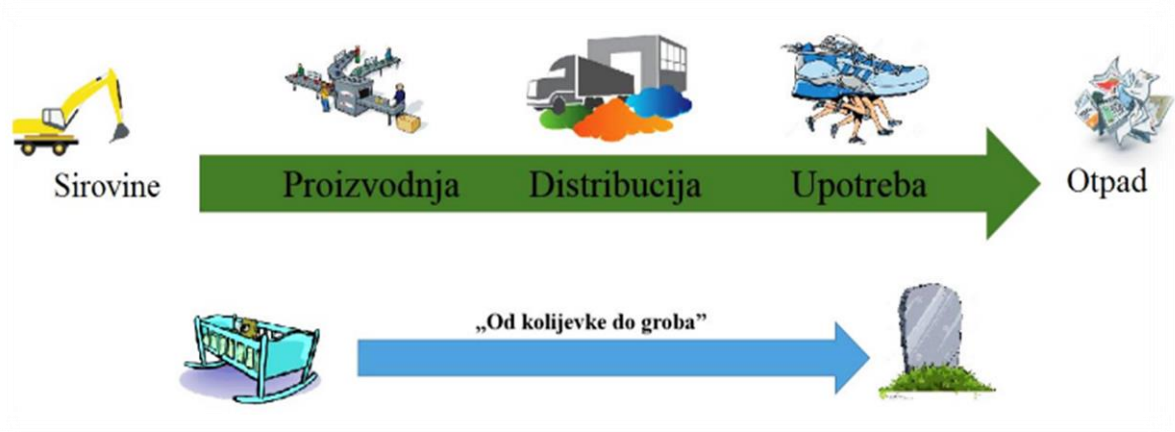 Sirovine
Proizvodnja
Distribucija
Upotreba
Otpad
„Od kolijevke do groba”